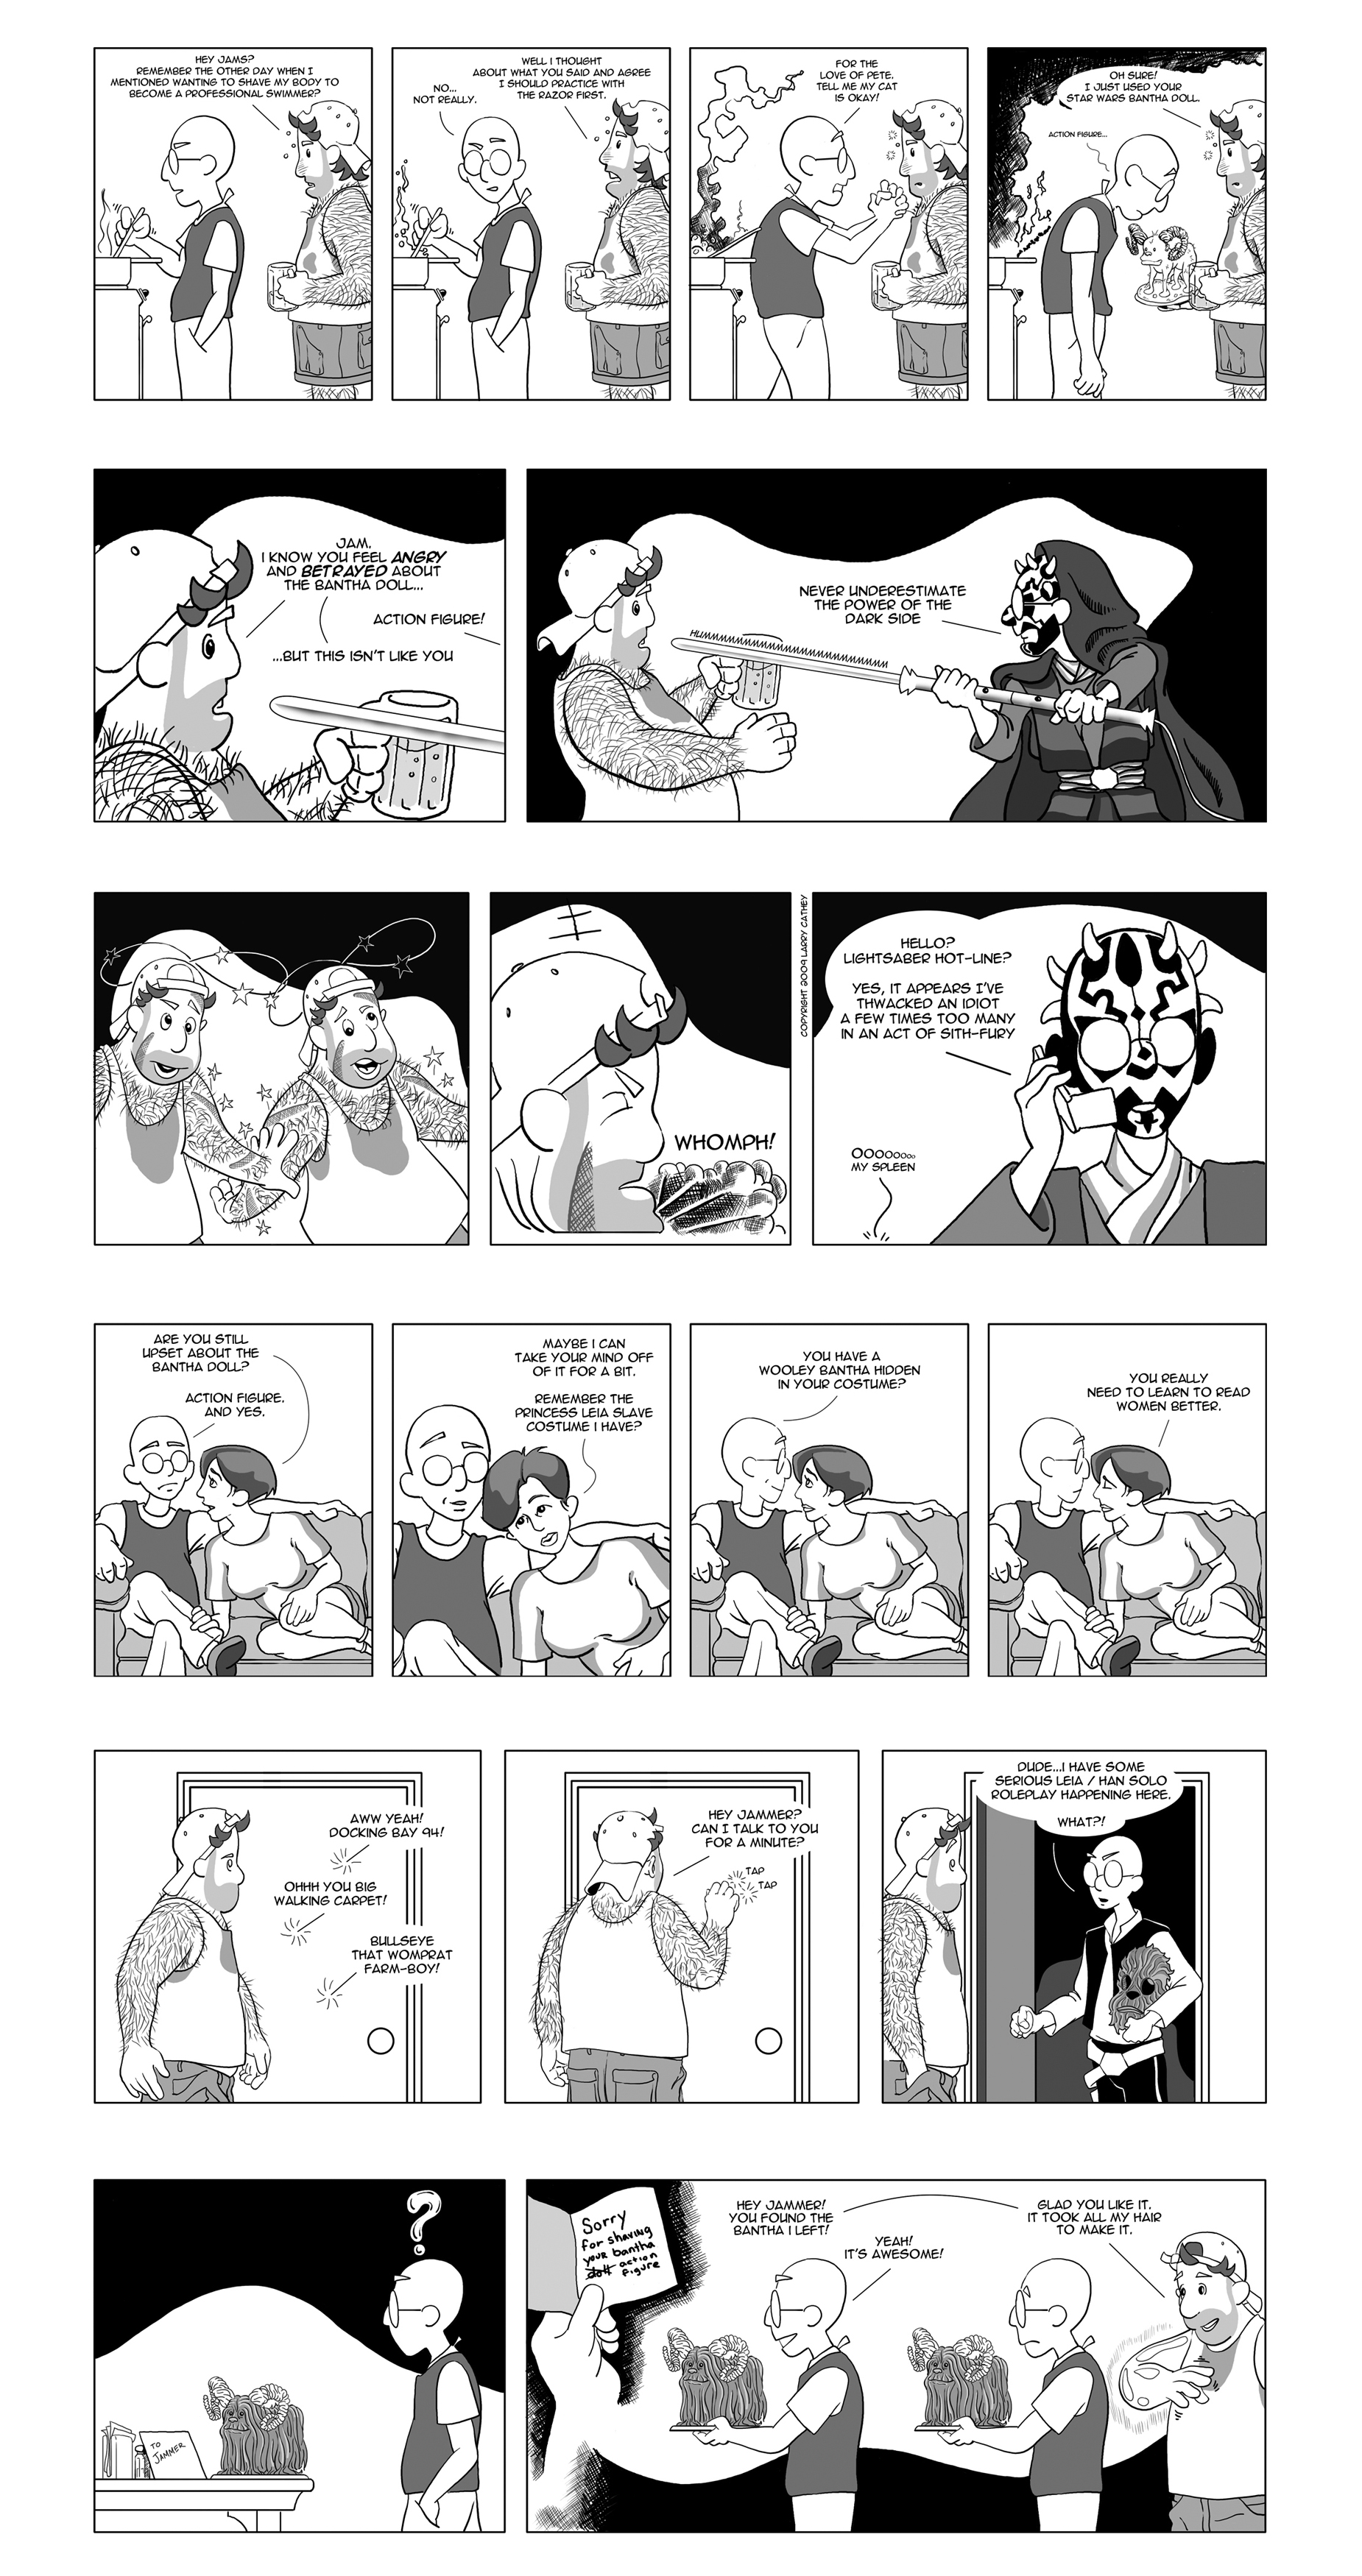 HEY JAMS?
REMEMBER THE OTHER DAY WHEN I
MENTIONED WANTING TO SHAVE MY BODY TO
BECOME A PROFESSIONAL SWIMMER?
NO...
NOT REALLY.
WELL I THOUGHT
ABOUT WHAT YOU SAID AND AGREE
I SHOULD PRACTICE WITH
THE RAZOR FIRST.
FOR THE
LOVE OF PETE.
TELL ME MY CAT
IS OKAY!
OH SURE!
I JUST USED YOUR
STAR WARS BANTHA DOLL.
ACTION FIGURE...
JAM.
I KNOW YOU FEEL ANGRY
AND BETRAYED ABOUT
THE BANTHA DOLL...
ACTION FIGURE!
...BUT THIS ISN'T LIKE YOU
NEVER UNDERESTIMATE
THE POWER OF THE
DARK SIDE
WHOMPH!
COPYRIGHT 2009 LARRY CATHEY
HELLO?
LIGHTSABER HOT-LINE?
YES, IT APPEARS I'VE
THWACKED AN IDIOT
A FEW TIMES TOO MANY
IN AN ACT OF SITH-FURY
OOOOOOOO
MY SPLEEN
ARE YOU STILL
UPSET ABOUT THE
BANTHA DOLL?
ACTION FIGURE.
AND YES.
MAYBE I CAN
TAKE YOUR MIND OFF
OF IT FOR A BIT.
REMEMBER THE
PRINCESS LEIA SLAVE
COSTUME I HAVE?
YOU HAVE A
WOOLEY BANTHA HIDDEN
IN YOUR COSTUME?
YOU REALLY
NEED TO LEARN TO READ
WOMEN BETTER.
AWW YEAH!
DOCKING BAY 94!
OHHH YOU BIG
WALKING CARPET!
BULLSEYE
THAT WOMPRAT
FARM-BOY!
HEY JAMMER?
CAN I TALK TO YOU
FOR A MINUTE?
TAP
TAP
DUDE...I HAVE SOME
SERIOUS LEIA / HAN SOLO
ROLEPLAY HAPPENING HERE.
WHAT?!
?
TO
JAMMER
Sorry
for shaving
your bantha
doll action
figure
HEY JAMMER!
YOU FOUND THE
BANTHA I LEFT!
YEAH!
IT'S AWESOME!
GLAD YOU LIKE IT.
IT TOOK ALL MY HAIR
TO MAKE IT.